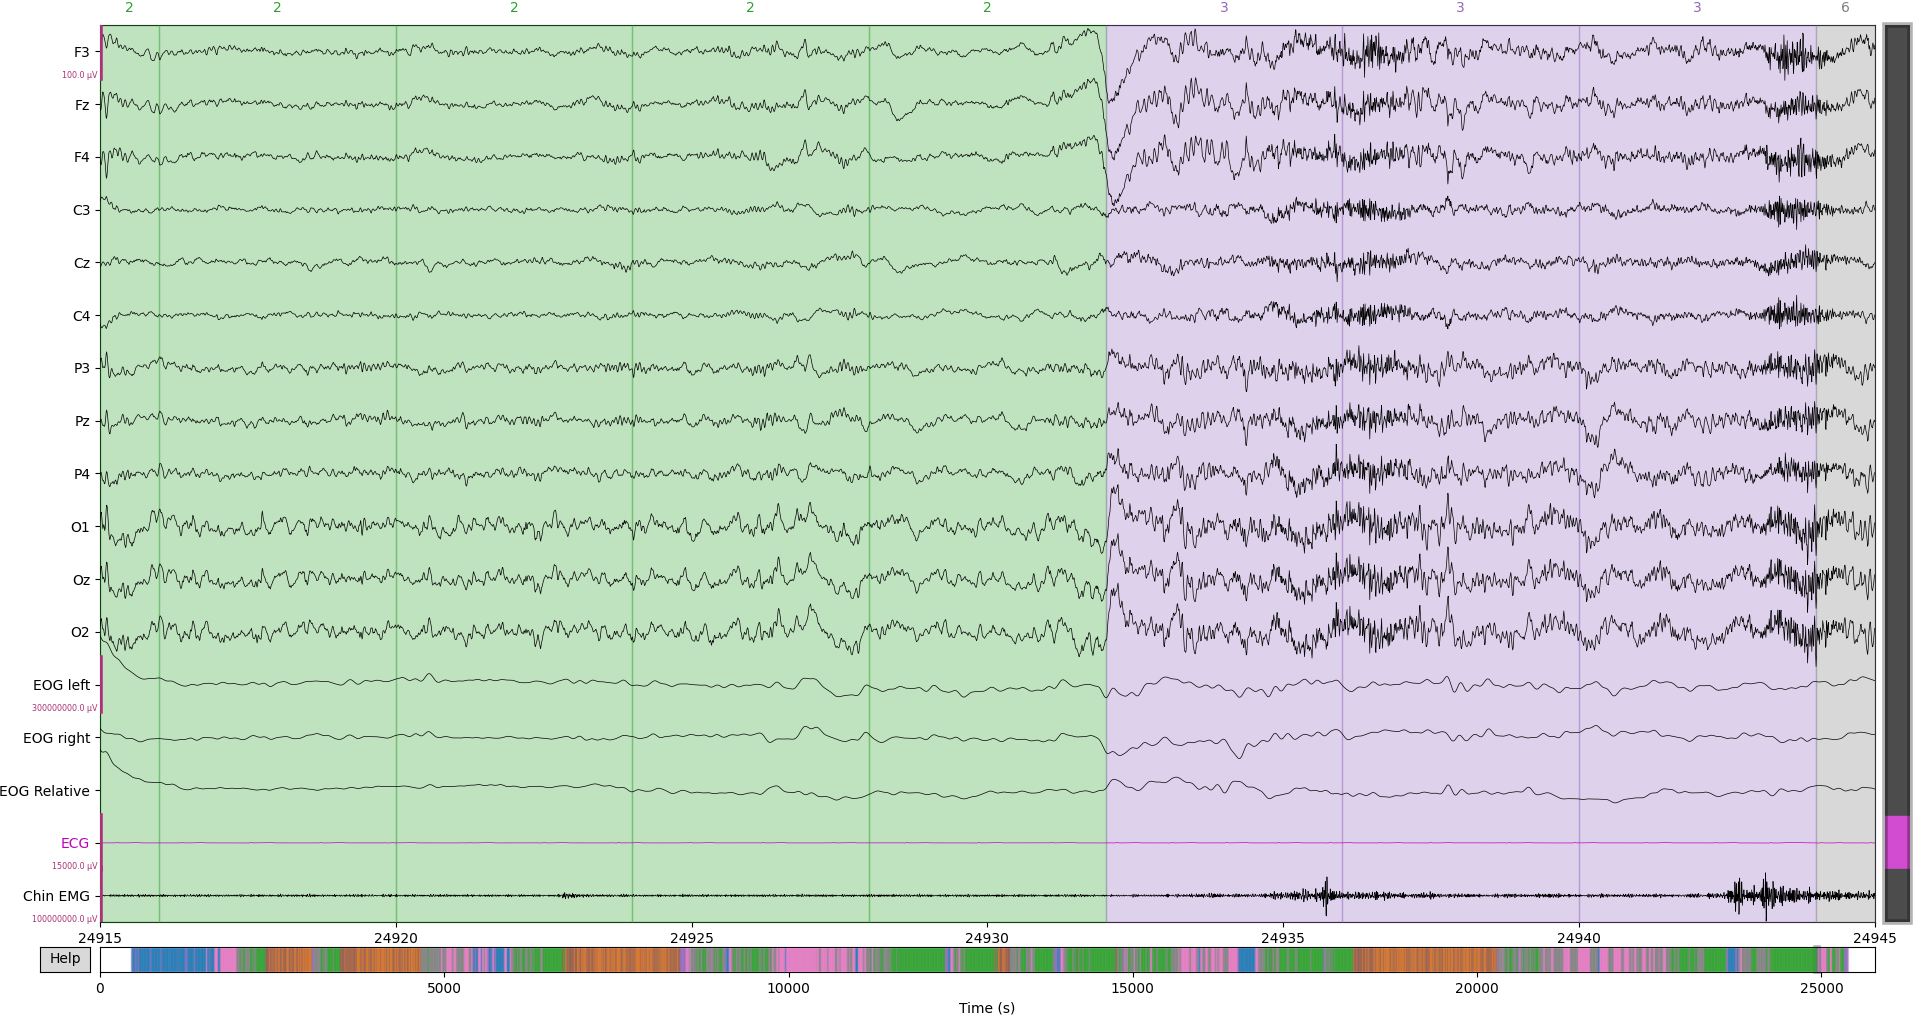 2 2 2 2 2 3 3 3 6
F3
100.0 µV
Fz
F4
C3
Cz
C4
P3
Pz
P4
O1
Oz
O2
EOG left
300000000.0 µV
EOG right
EOG Relative
ECG
15000.0 µV
Chin EMG
100000000.0 µV
24915 24920 24925 24930 24935 24940 24945
Help
0 5000 10000 15000 20000 25000
Time (s)